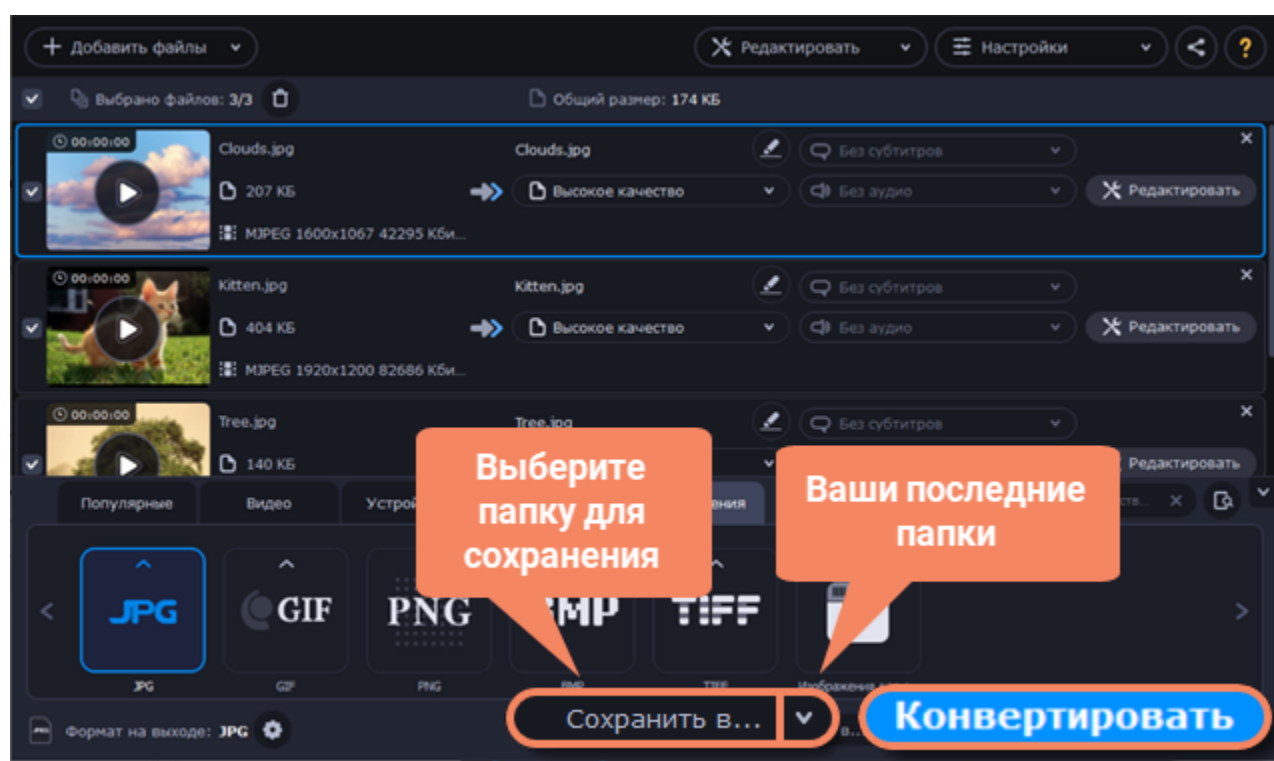 Добавить файлы
Редактировать
Настройки
?
Выбрано файлов: 3/3
Общий размер: 174 КБ
00:00:00
Clouds.jpg
Clouds.jpg
Без субтитров
207 КБ
Высокое качество
Без аудио
Редактировать
MJPEG 1600x1067 42295 Кби...
00:00:00
Kitten.jpg
Kitten.jpg
Без субтитров
404 КБ
Высокое качество
Без аудио
Редактировать
MJPEG 1920x1200 82686 Кби...
00:00:00
Tree.jpg
Tree.jpg
Без субтитров
140 КБ
Редактировать
Выберите
папку для
сохранения
Ваши последние
папки
Популярные
Видео
JPG
GIF
PNG
BMP
TIFF
JPG
GIF
PNG
BMP
TIFF
Формат на выходе: JPG
Сохранить в...
Конвертировать